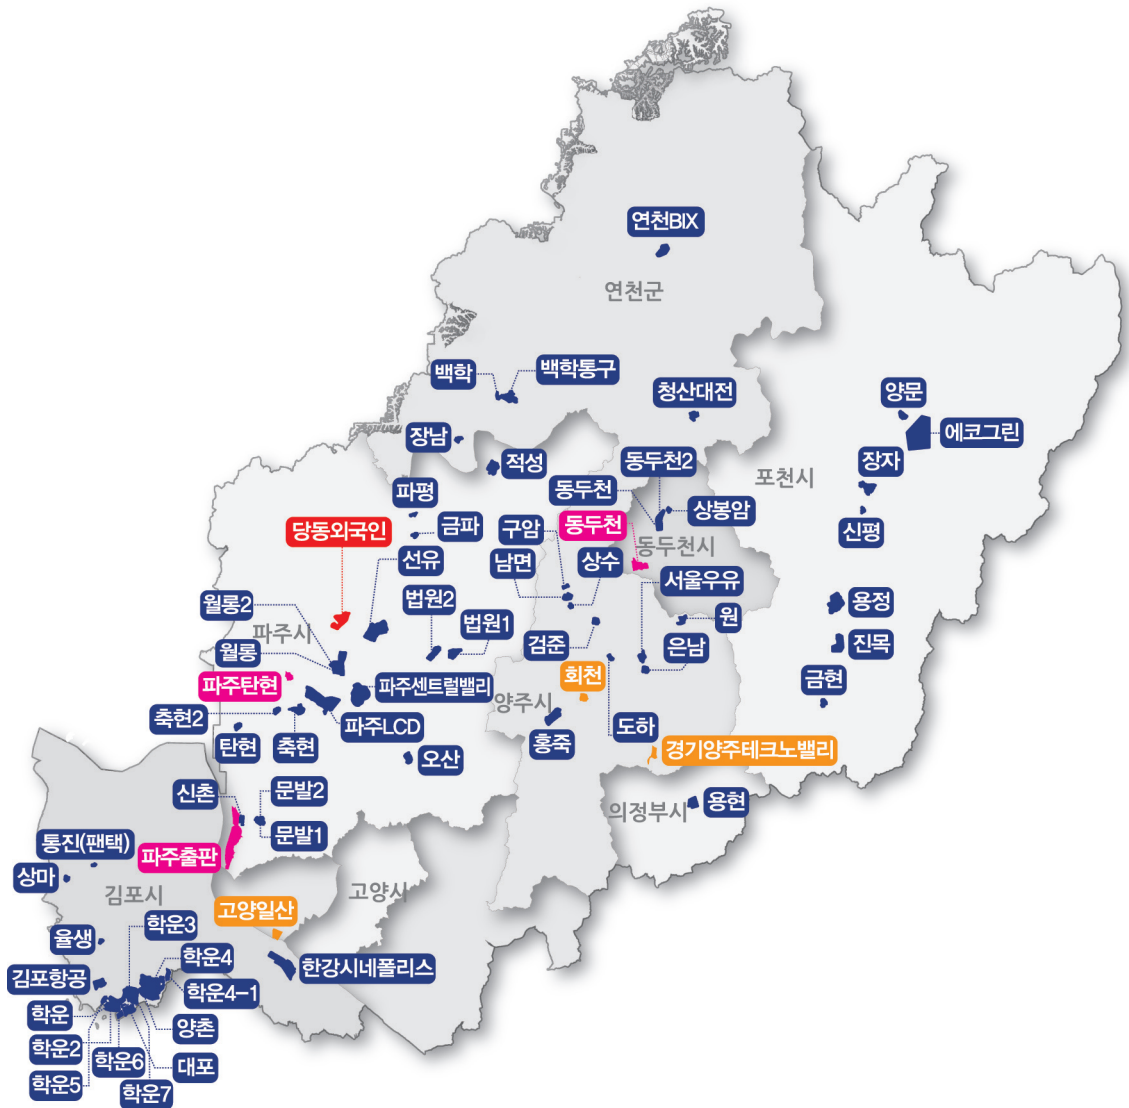 연천BIX
연천군
백학
백학통구
청산대전
양문
에코그린
장남
적성
동두천2
장자
포천시
파평
동두천
상봉암
신평
당동외국인
금파
구암
동두천
동두천시
선유
남면
상수
서울우유
월롱2
법원2
용정
파주시
법원1
원
월롱
검준
은남
진목
파주탄현
파주센트럴밸리
회천
금현
축현2
양주시
탄현
축현
파주LCD
홍죽
도하
오산
경기양주테크노밸리
신촌
문발2
의정부시
용현
통진(팬택)
문발1
파주출판
상마
김포시
고양시
고양일산
학운3
율생
학운4
김포항공
한강시네폴리스
학운4-1
학운
양촌
학운2
학운6
대포
학운5
학운7